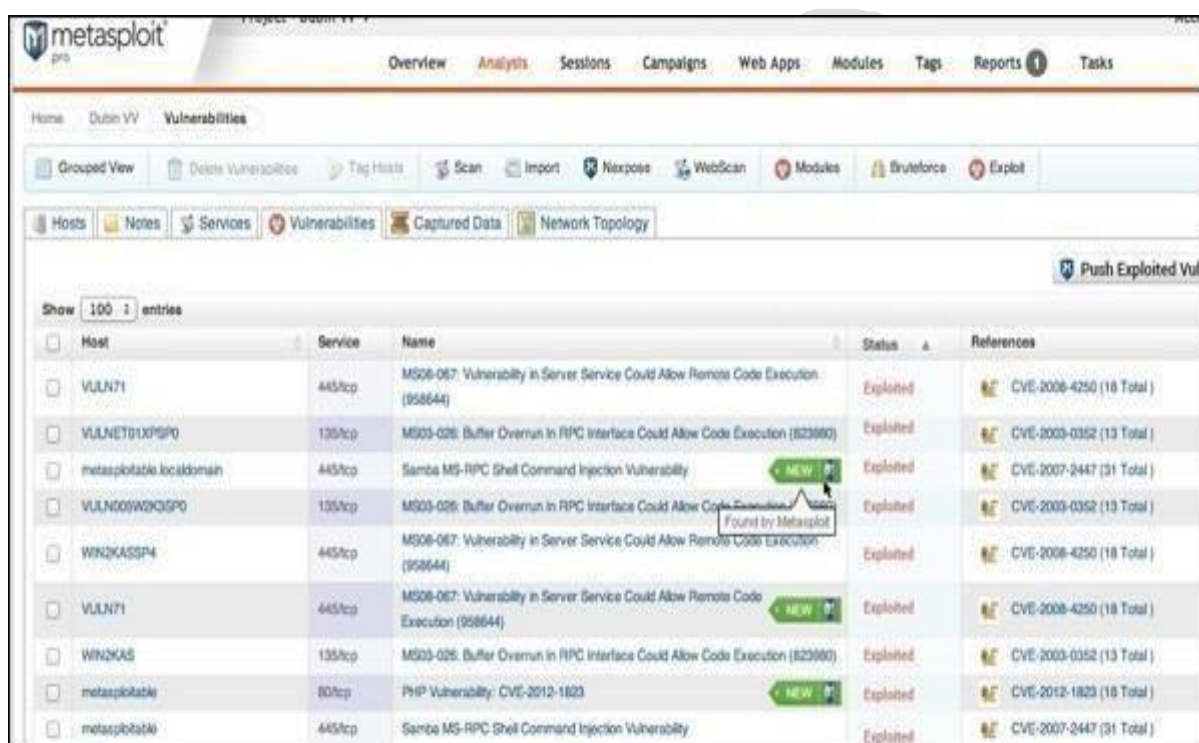 metasploit
pro
Overview Analysis Sessions Campaigns Web Apps Modules Tags Reports 1 Tasks
Home Dubin VV Vulnerabilities
Grouped View Delete Vulnerabilities Tag Hosts Scan Import Nexpose WebScan Modules Bruteforce Exploit
Hosts Notes Services Vulnerabilities Captured Data Network Topology
Push Exploited Vul
Show 100 entries
Host Service Name Status References
VULN71 445/tcp MS08-067: Vulnerability in Server Service Could Allow Remote Code Execution
(958644) Exploited CVE-2008-4250 (18 Total )
VULNET01XPSP0 135/tcp MS03-026: Buffer Overrun In RPC Interface Could Allow Code Execution (823980) Exploited CVE-2003-0352 (13 Total )
metasploitable.localdomain 445/tcp Samba MS-RPC Shell Command Injection Vulnerability NEW Exploited CVE-2007-2447 (31 Total )
135/tcp MS03-026: Buffer Overrun In RPC Interface Could Allow Code Exploited CVE-2003-0352 (13 Total )
Found by Metasploit
WIN2KASSP4 445/tcp MS08-067: Vulnerability in Server Service Could Allow Remote Code Execution
(958644) Exploited CVE-2008-4250 (18 Total )
VULN71 445/tcp MS08-067: Vulnerability in Server Service Could Allow Remote Code
Execution (958644) NEW Exploited CVE-2008-4250 (18 Total )
WIN2KAS 135/tcp MS03-026: Buffer Overrun In RPC Interface Could Allow Code Execution (823980) Exploited CVE-2003-0352 (13 Total )
metasploitable 80/tcp PHP Vulnerability: CVE-2012-1823 NEW Exploited CVE-2012-1823 (18 Total )
metasploitable 445/tcp Samba MS-RPC Shell Command Injection Vulnerability Exploited CVE-2007-2447 (31 Total )